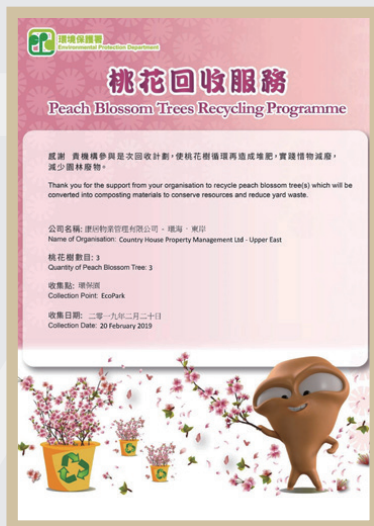 環境保護署
Environmental Protection Department
桃花回收服務
Peach Blossom Trees Recycling Programme
感謝 貴機構參與是次回收計劃，使桃花樹循環再造成堆肥，實踐惜物減廢，
減少園林廢物。
Thank you for the support from your organisation to recycle peach blossom tree(s) which will be
converted into composting materials to conserve resources and reduce yard waste.
公司名稱: 康居物業管理有限公司 - 環海．東岸
Name of Organisation: Country House Property Management Ltd - Upper East
桃花樹數目: 3
Quantity of Peach Blossom Tree: 3
收集點: 環保園
Collection Point: EcoPark
收集日期: 二零一九年二月二十日
Collection Date: 20 February 2019